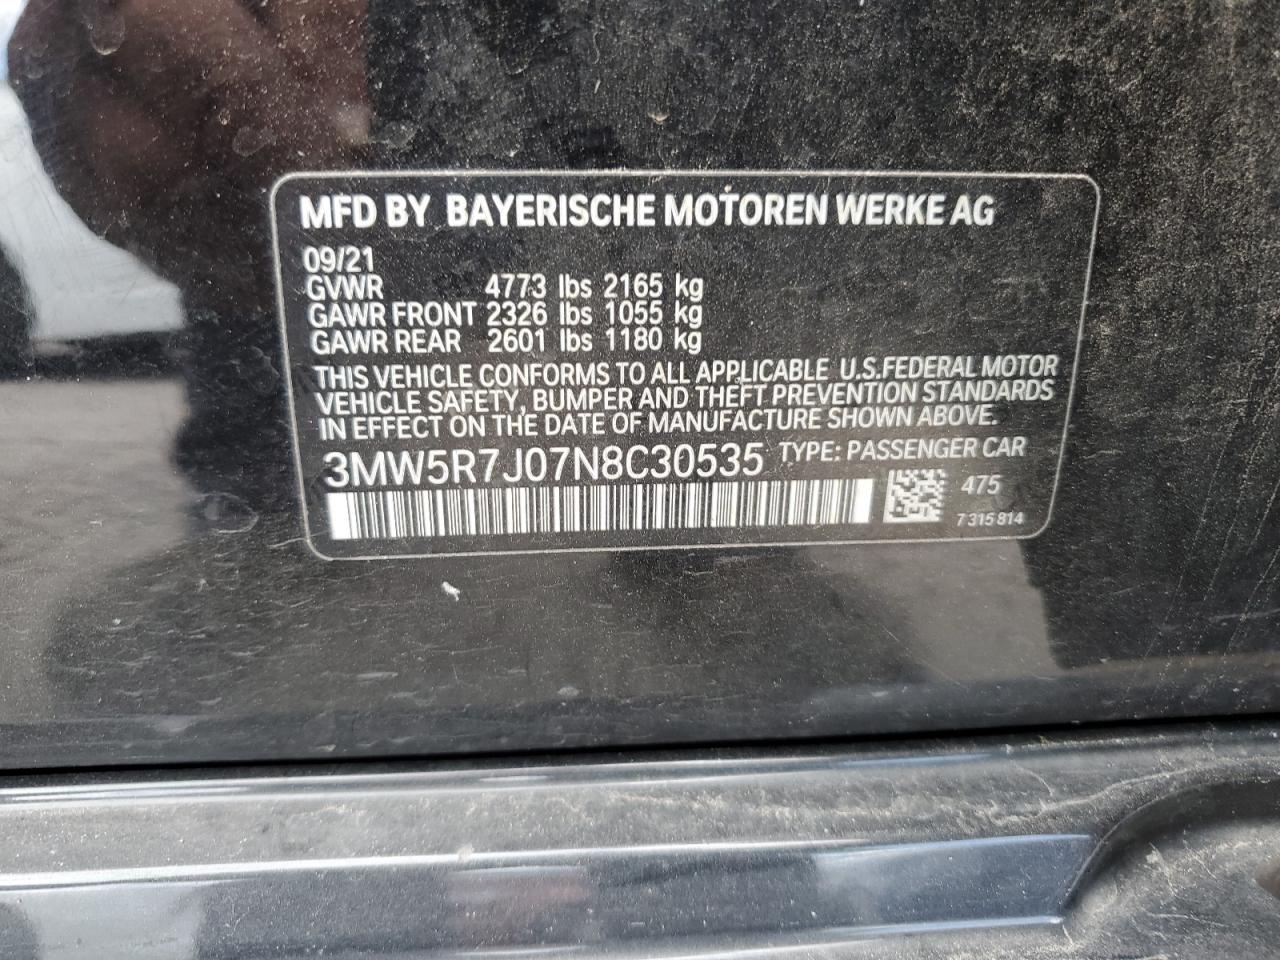 MFD BY BAYERISCHE MOTOREN WERKE AG
09/21
GVWR 4773 lbs 2165 kg
GAWR FRONT 2326 lbs 1055 kg
GAWR REAR 2601 lbs 1180 kg
THIS VEHICLE CONFORMS TO ALL APPLICABLE U.S.FEDERAL MOTOR
VEHICLE SAFETY, BUMPER AND THEFT PREVENTION STANDARDS
IN EFFECT ON THE DATE OF MANUFACTURE SHOWN ABOVE.
3MW5R7J07N8C30535 TYPE: PASSENGER CAR
475
7315814